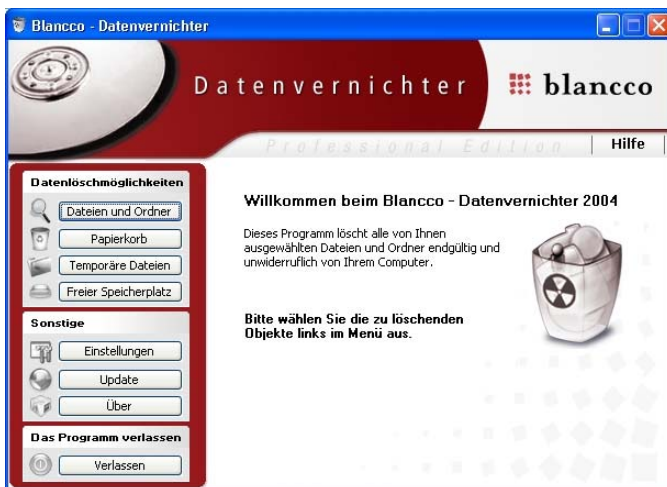 Blancco - Datenvernichter
Datenvernichter
blancco
Professional Edition
Hilfe
Datenlöschmöglichkeiten
Dateien und Ordner
Papierkorb
Temporäre Dateien
Freier Speicherplatz
Sonstige
Einstellungen
Update
Über
Das Programm verlassen
Verlassen
Willkommen beim Blancco - Datenvernichter 2004
Dieses Programm löscht alle von Ihnen
ausgewählten Dateien und Ordner endgültig und
unwiderruflich von Ihrem Computer.
Bitte wählen Sie die zu löschenden
Objekte links im Menü aus.